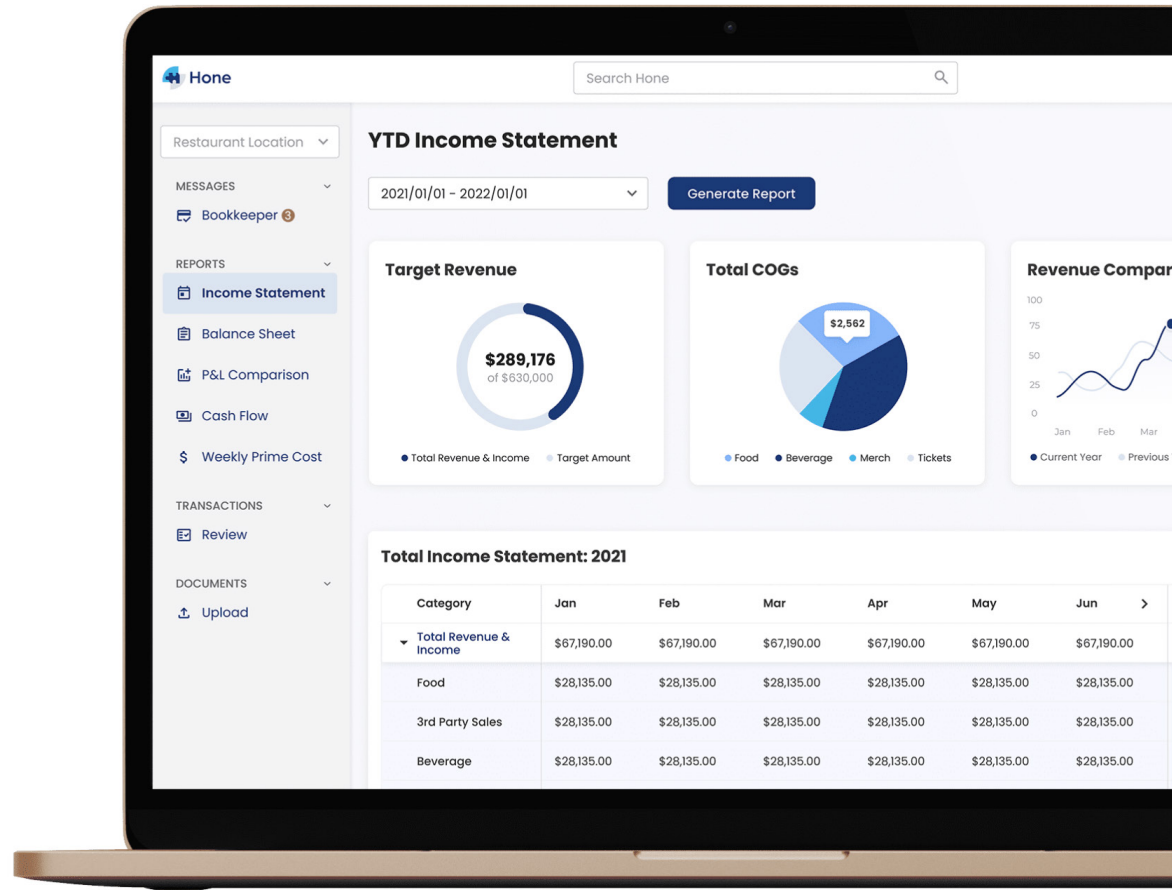 Hone
Search Hone
Restaurant Location
MESSAGES
Bookkeeper 3
REPORTS
Income Statement
Balance Sheet
P&L Comparison
Cash Flow
Weekly Prime Cost
TRANSACTIONS
Review
DOCUMENTS
Upload
YTD Income Statement
2021/01/01 - 2022/01/01
Generate Report
Target Revenue
$289,176
of $630,000
Total Revenue & Income Target Amount
Total COGs
$2,562
Food Beverage Merch Tickets
Revenue Compar
100
75
50
25
0
Jan Feb Mar
Current Year Previous
Total Income Statement: 2021
Category Jan Feb Mar Apr May Jun
Total Revenue &
Income $67,190.00 $67,190.00 $67,190.00 $67,190.00 $67,190.00 $67,190.00
Food $28,135.00 $28,135.00 $28,135.00 $28,135.00 $28,135.00 $28,135.00
3rd Party Sales $28,135.00 $28,135.00 $28,135.00 $28,135.00 $28,135.00 $28,135.00
Beverage $28,135.00 $28,135.00 $28,135.00 $28,135.00 $28,135.00 $28,135.00